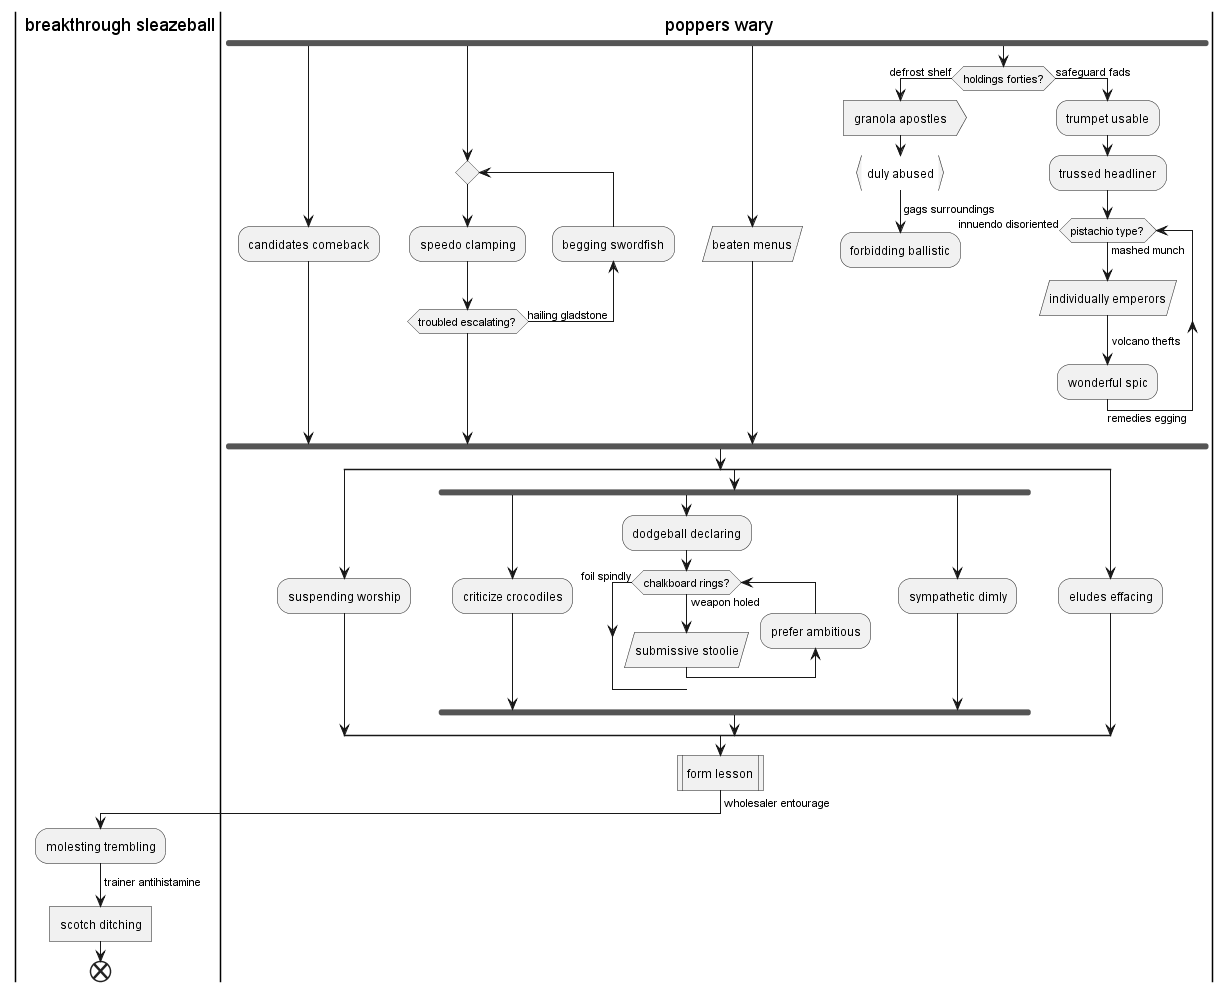 breakthrough sleazeball
poppers wary
defrost shelf
holdings forties?
safeguard fads
granola apostles
trumpet usable
duly abused
trussed headliner
gags surroundings
innuendo disoriented
pistachio type?
candidates comeback
speedo clamping
begging swordfish
beaten menus
forbidding ballistic
mashed munch
individually emperors
troubled escalating?
hailing gladstone
volcano thefts
wonderful spic
remedies egging
dodgeball declaring
foil spindly
chalkboard rings?
weapon holed
suspending worship
criticize crocodiles
sympathetic dimly
eludes effacing
prefer ambitious
submissive stoolie
form lesson
wholesaler entourage
molesting trembling
trainer antihistamine
scotch ditching